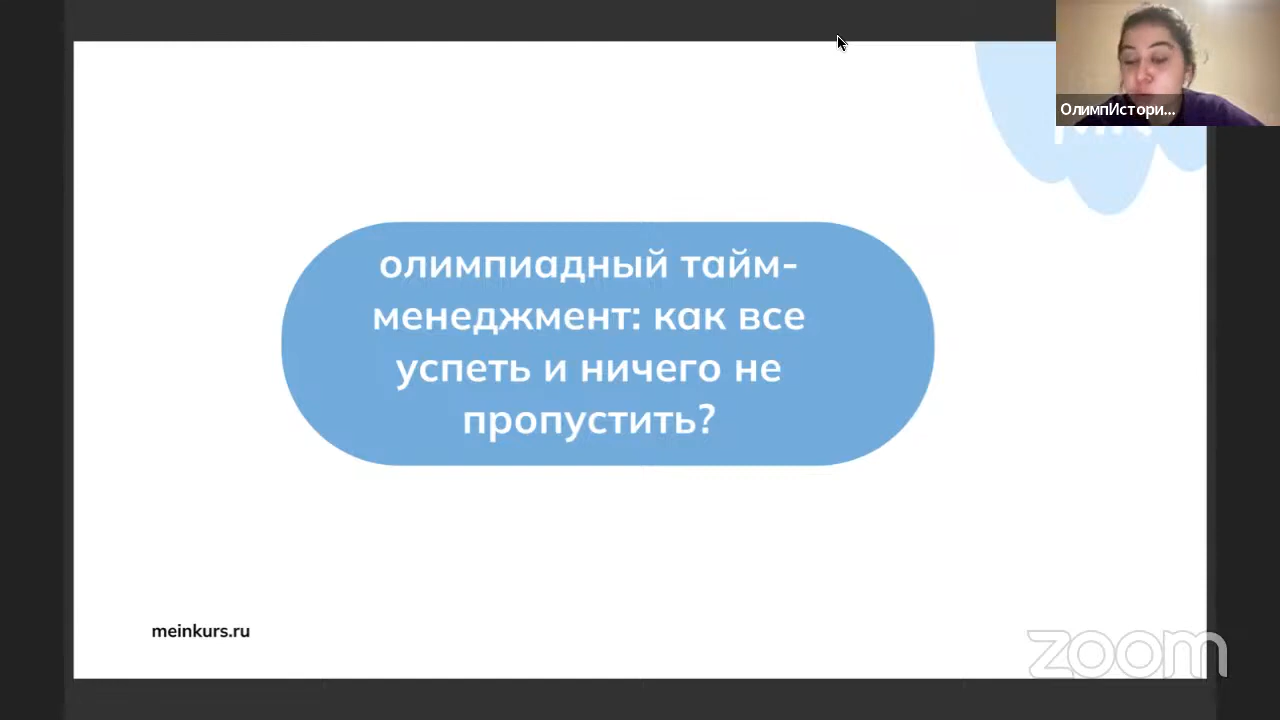 ОлимпИстори...
олимпиадный тайм-
менеджмент: как все
успеть и ничего не
пропустить?
meinkurs.ru
zoom